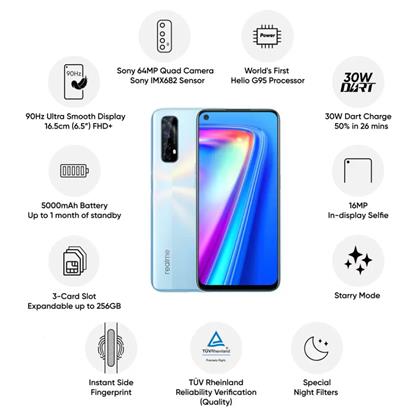 Sony 64MP Quad Camera
Sony IMX682 Sensor
Power
World's First
Helio G95 Processor
90Hz
90Hz Ultra Smooth Display
16.5cm (6.5") FHD+
30W
DART
30W Dart Charge
50% in 26 mins
5000mAh Battery
Up to 1 month of standby
16MP
In-display Selfie
realme
3-Card Slot
Expandable up to 256GB
Starry Mode
Instant Side
Fingerprint
TÜVRheinland
Precisely Right.
TÜV Rheinland
Reliability Verification
(Quality)
Special
Night Filters